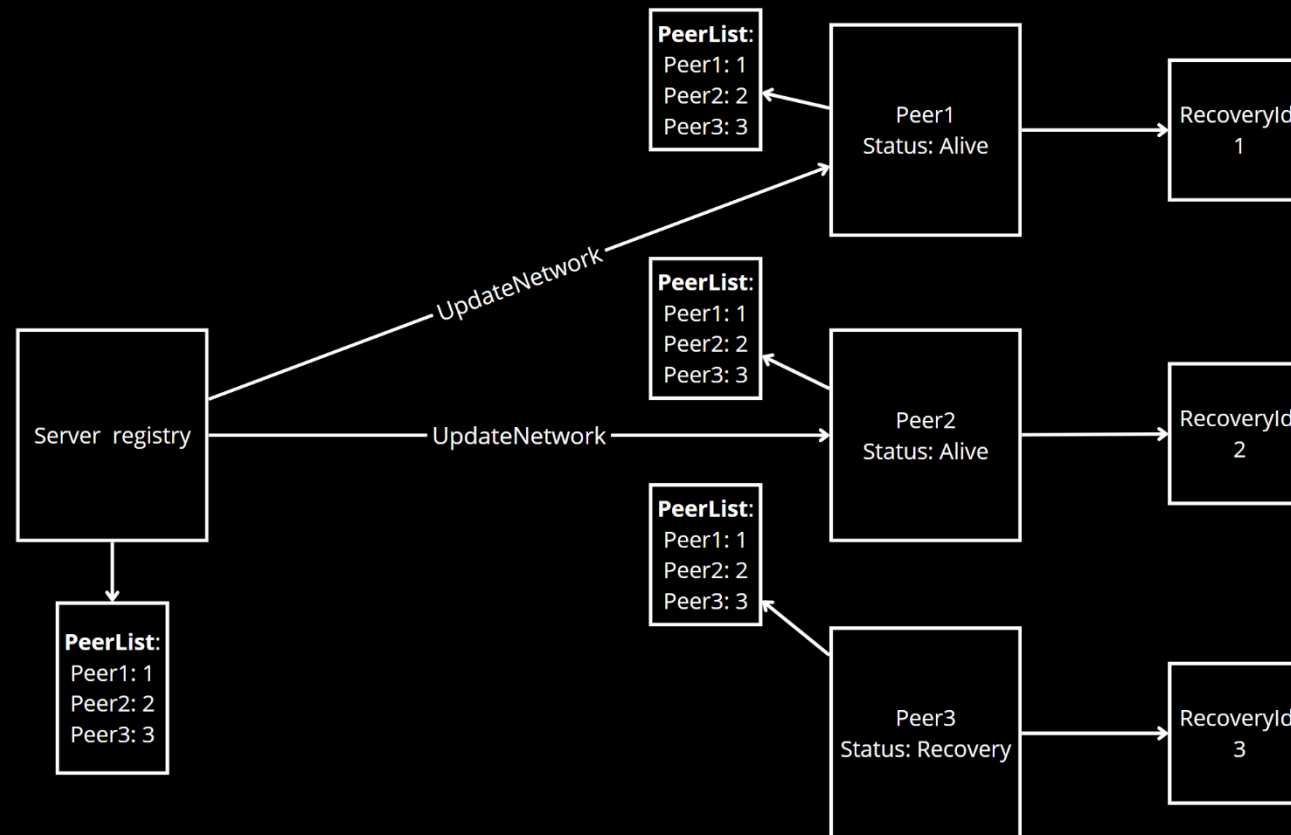 PeerList:
Peer1: 1
Peer2: 2
Peer3: 3
Peer1
Status: Alive
RecoveryId
1
UpdateNetwork
PeerList:
Peer1: 1
Peer2: 2
Peer3: 3
Server registry
UpdateNetwork
Peer2
Status: Alive
RecoveryId
2
PeerList:
Peer1: 1
Peer2: 2
Peer3: 3
PeerList:
Peer1: 1
Peer2: 2
Peer3: 3
Peer3
Status: Recovery
RecoveryId
3